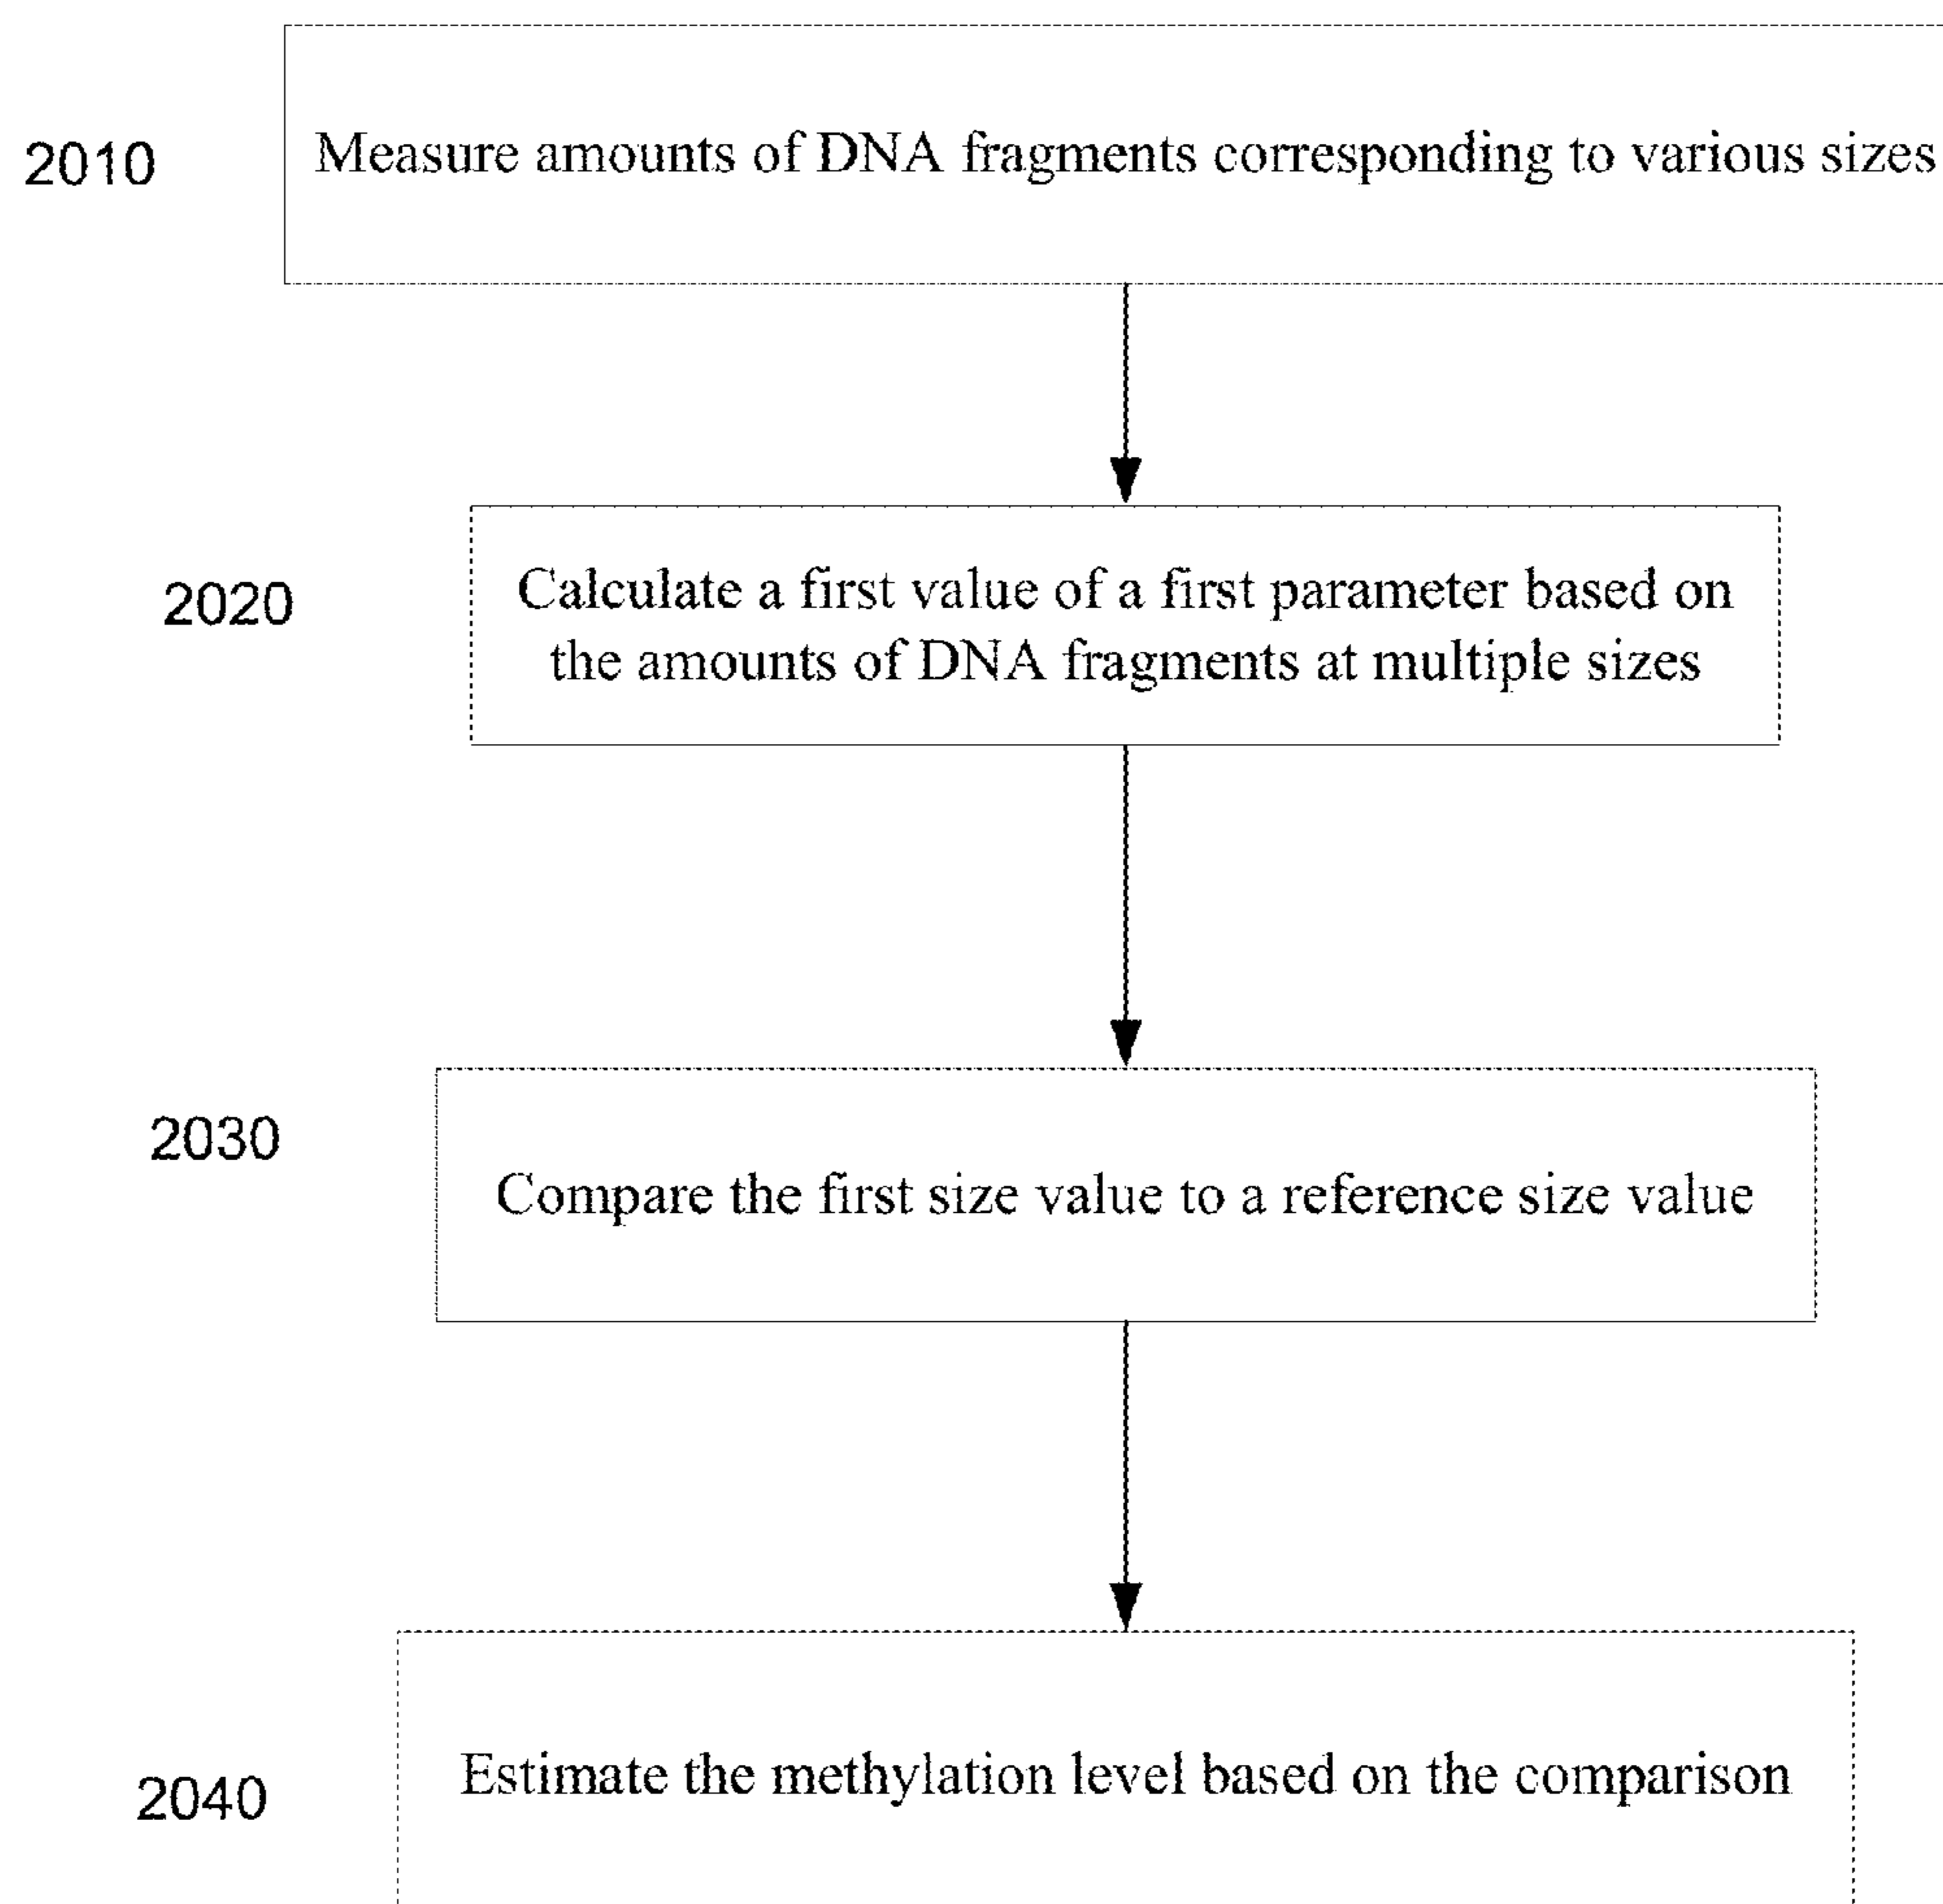 2010
Measure amounts of DNA fragments corresponding to various sizes
2020
Calculate a first value of a first parameter based on
the amounts of DNA fragments at multiple sizes
2030
Compare the first size value to a reference size value
2040
Estimate the methylation level based on the comparison